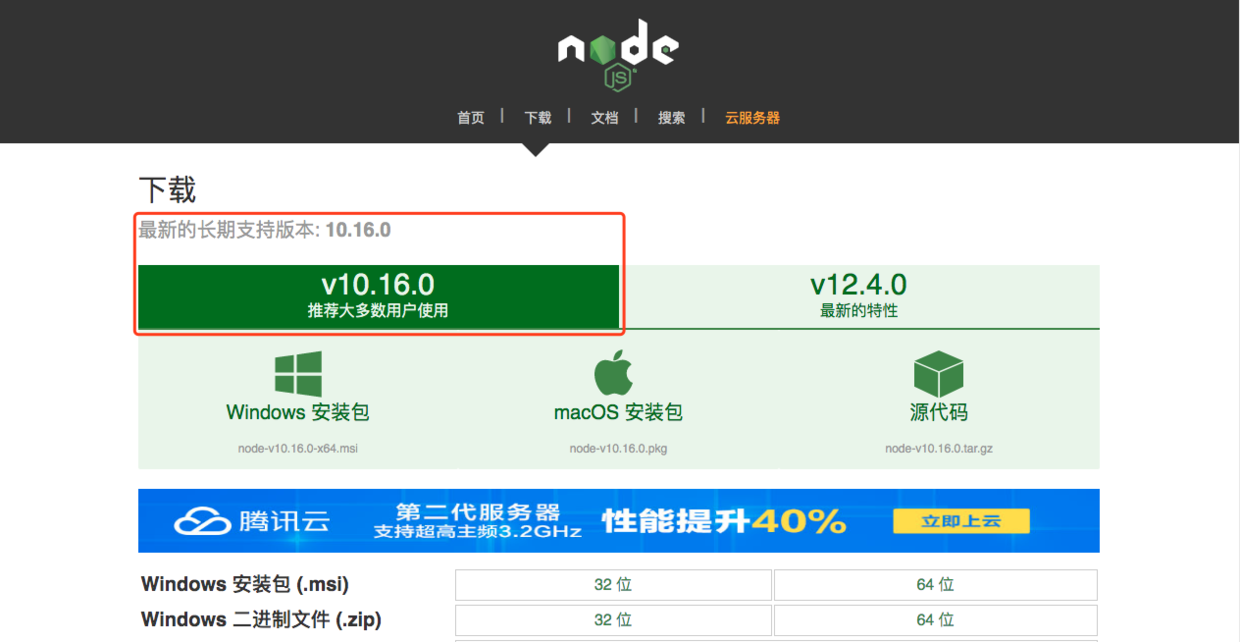 node
JS
首页 | 下载 | 文档 | 搜索 | 云服务器
下载
最新的长期支持版本: 10.16.0
v10.16.0
推荐大多数用户使用
v12.4.0
最新的特性
Windows 安装包
macOS 安装包
源代码
node-v10.16.0-x64.msi
node-v10.16.0.pkg
node-v10.16.0.tar.gz
腾讯云
第二代服务器
支持超高主频3.2GHz
性能提升40%
立即上云
Windows 安装包 (.msi) 32 位 64 位
Windows 二进制文件 (.zip) 32 位 64 位